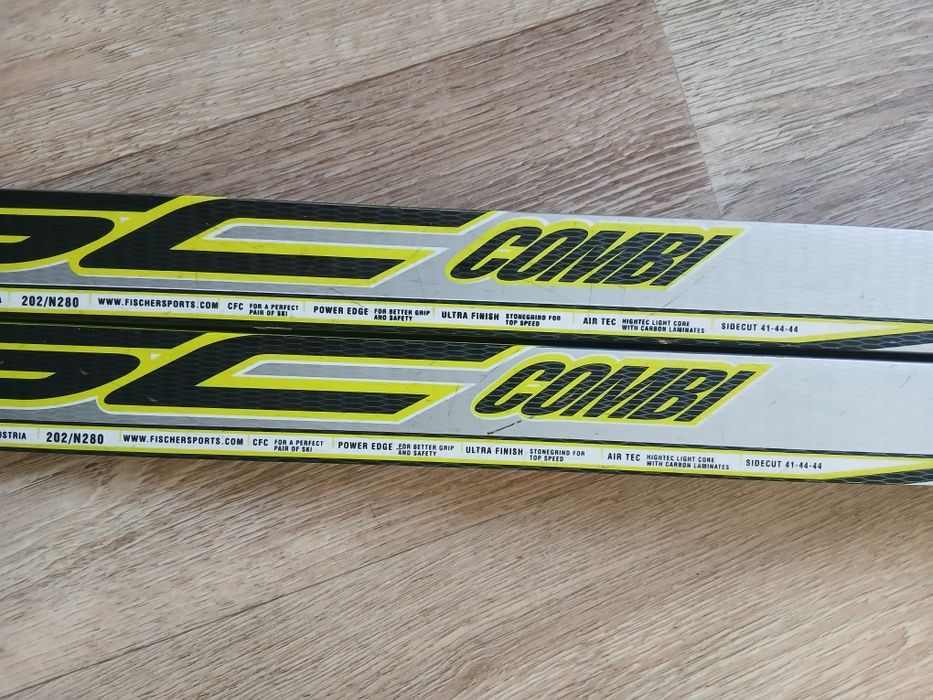 SC COMBI
202/N280 WWW.FISCHERSPORTS.COM CFC FOR A PERFECT PAIR OF SKI POWER EDGE FOR BETTER GRIP AND SAFETY ULTRA FINISH STONEGRIND FOR TOP SPEED AIR TEC HIGHTEC LIGHT CORE WITH CARBON LAMINATES SIDECUT 41-44-44
SC COMBI
USTRIA 202/N280 WWW.FISCHERSPORTS.COM CFC FOR A PERFECT PAIR OF SKI POWER EDGE FOR BETTER GRIP AND SAFETY ULTRA FINISH STONEGRIND FOR TOP SPEED AIR TEC HIGHTEC LIGHT CORE WITH CARBON LAMINATES SIDECUT 41-44-44